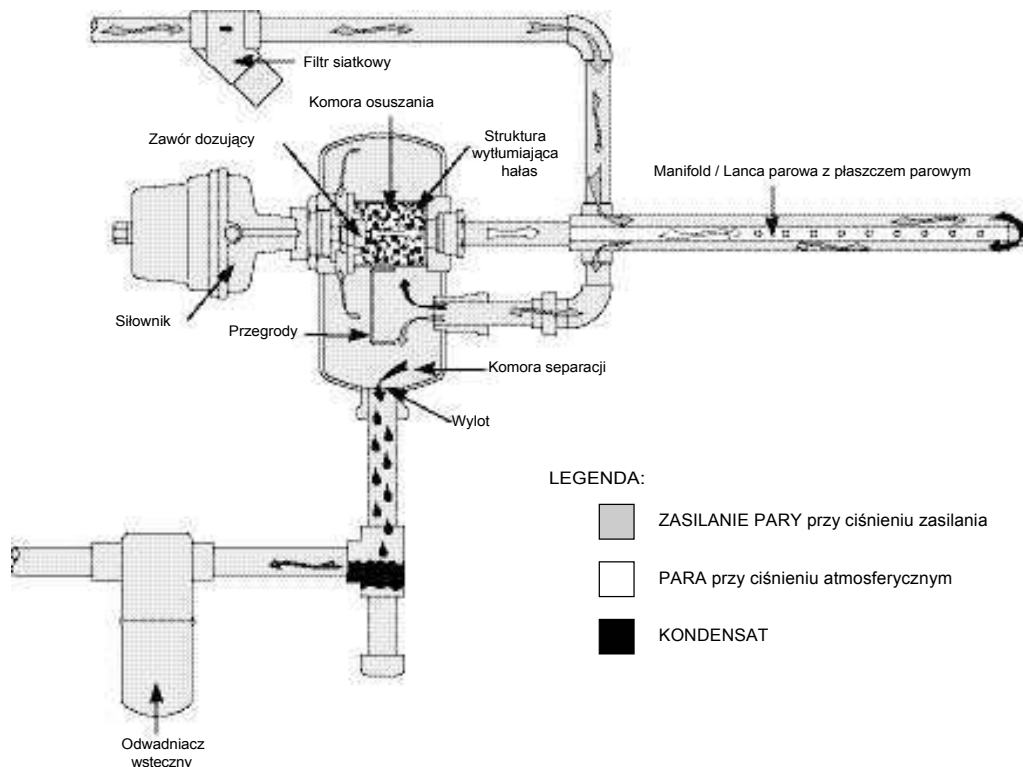 Filtr siatkowy
Komora osuszania
Zawór dozujący
Struktura
wytłumiająca
hałas
Manifold / Lanca parowa z płaszczem parowym
Siłownik
Przegrody
Komora separacji
Wylot
LEGENDA:
ZASILANIE PARY przy ciśnieniu zasilania
PARA przy ciśnieniu atmosferycznym
KONDENSAT
Odwadniacz
wsteczny